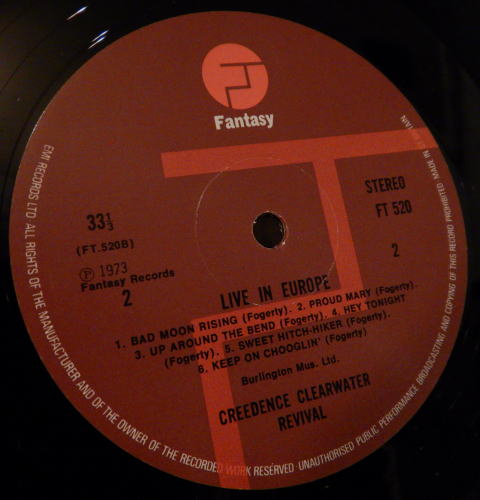 Fantasy
33⅓
(FT.520B)
Ⓟ 1973
Fantasy Records
2
STEREO
FT 520
2
LIVE IN EUROPE
1. BAD MOON RISING (Fogerty). 2. PROUD MARY (Fogerty).
3. UP AROUND THE BEND (Fogerty). 4. HEY TONIGHT
(Fogerty). 5. SWEET HITCH-HIKER (Fogerty).
6. KEEP ON CHOOGLIN' (Fogerty)
Burlington Mus. Ltd.
CREEDENCE CLEARWATER
REVIVAL
EMI RECORDS LTD ALL RIGHTS OF THE MANUFACTURER AND OF THE OWNER OF THE RECORDED WORK RESERVED · UNAUTHORISED PUBLIC PERFORMANCE BROADCASTING AND COPYING OF THIS RECORD PROHIBITED MADE IN